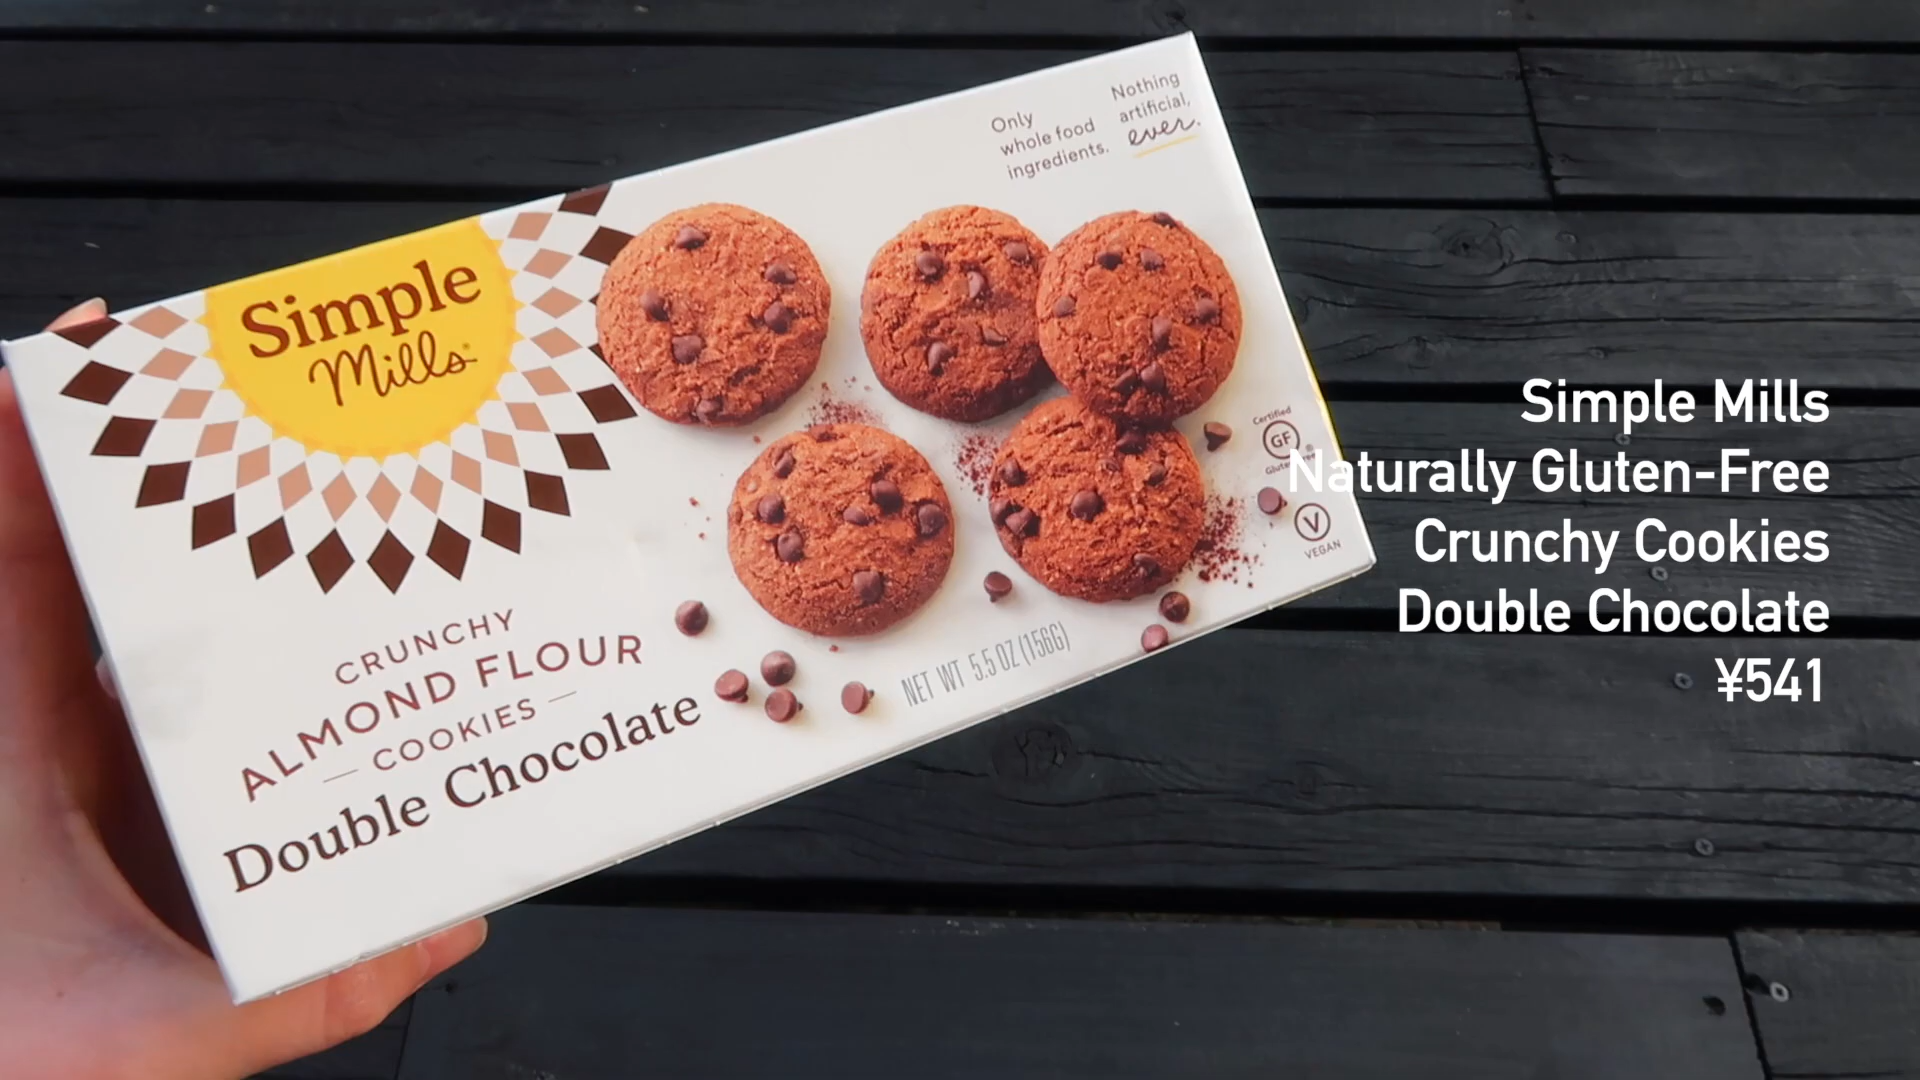 Only
whole food
ingredients.
Nothing
artificial,
ever.
Simple
Mills
CRUNCHY
ALMOND FLOUR
COOKIES
Double Chocolate
NET WT 5.5 OZ (156G)
Certified
GF
V
VEGAN
Simple Mills
Naturally Gluten-Free
Crunchy Cookies
Double Chocolate
¥541